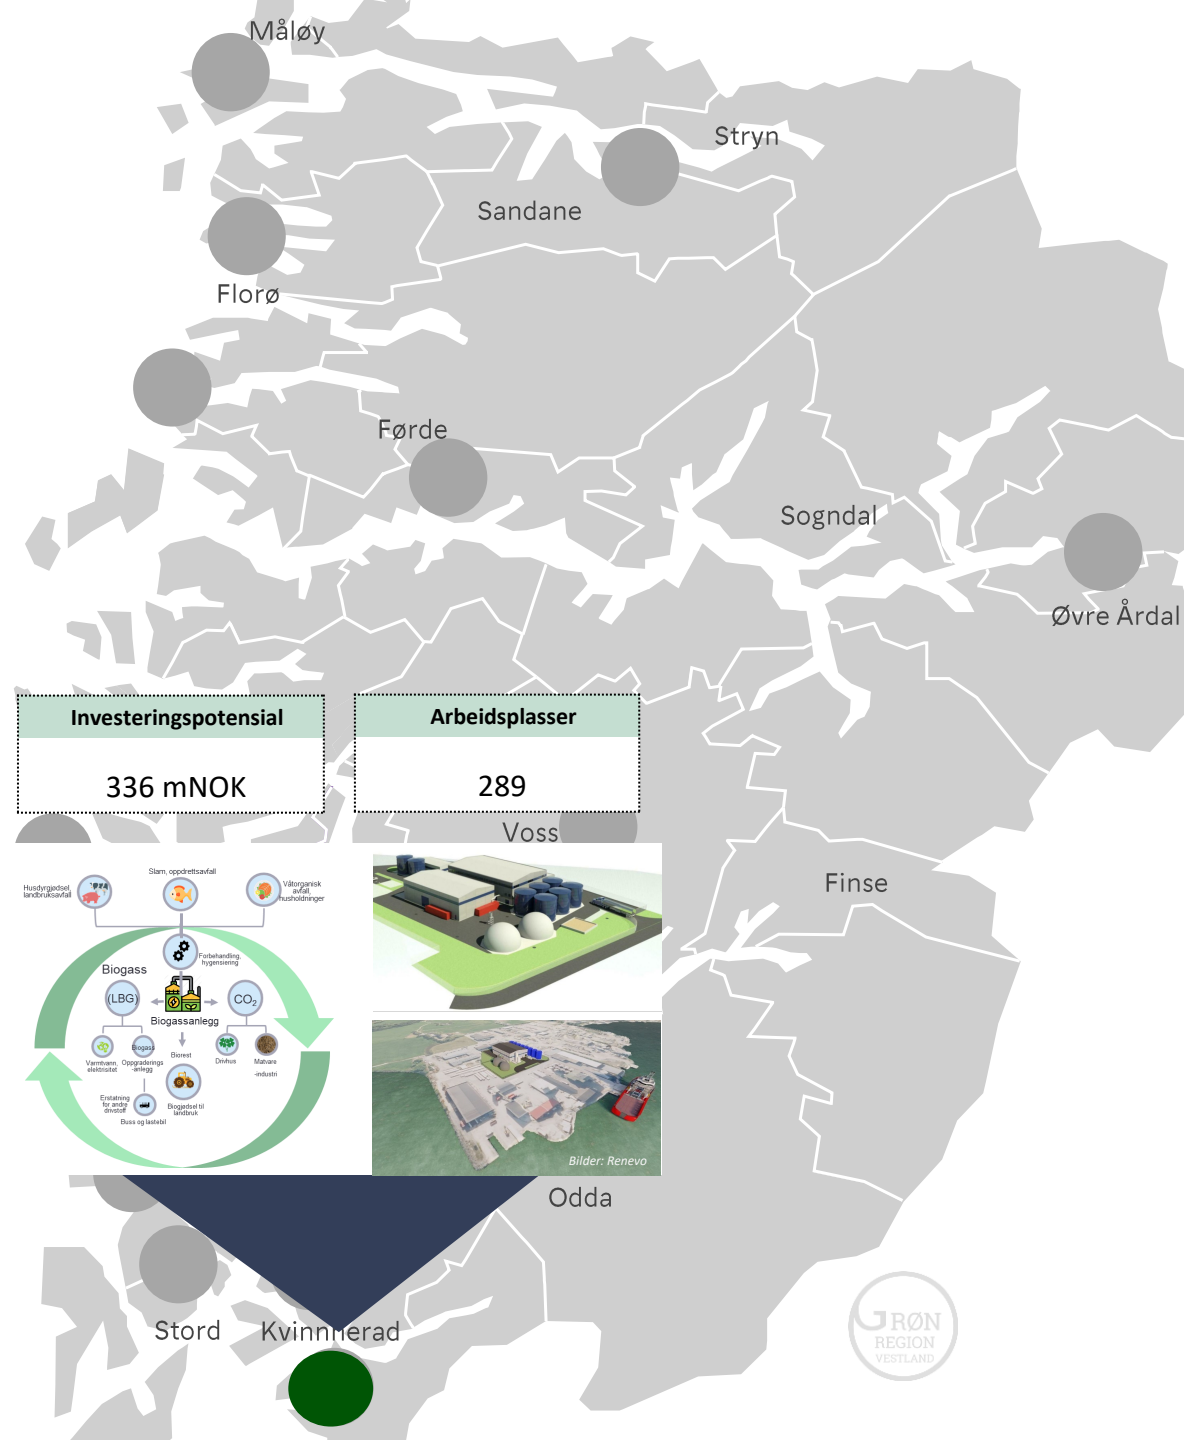 Måløy
Stryn
Sandane
Florø
Førde
Sogndal
Øvre Årdal
Investeringspotensial
336 mNOK
Arbeidsplasser
289
Voss
Finse
Husdyrgjødsel,
landbruksavfall
Slam, oppdrettsavfall
Våtorganisk
avfall,
husholdninger
Forbehandling,
hygensiering
Biogass
(LBG)
CO2
Biogassanlegg
Varmtvann,
elektrisitet
Biogass
Oppgraderings
-anlegg
Biorest
Drivhus
Matvare
-industri
Erstatning
for andre
drivstoff
Buss og lastebil
Biogjødsel til
landbruk
Bilder: Renevo
Odda
Stord
Kvinnherad
GRØN
REGION
VESTLAND